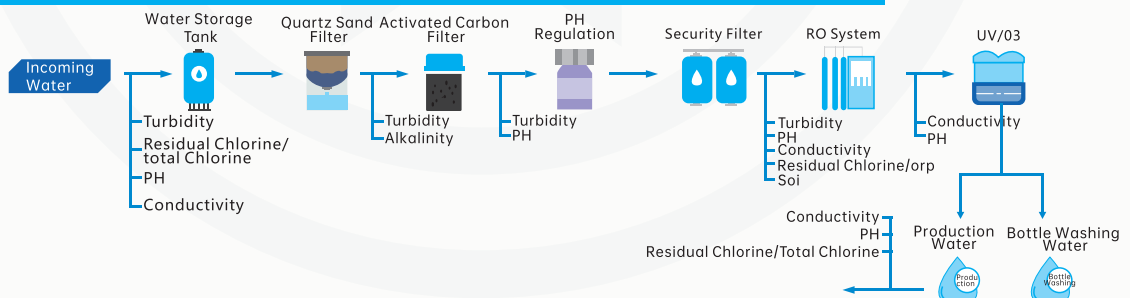 Water Storage
Tank
Quartz Sand
Filter
Activated Carbon
Filter
PH
Regulation
Security Filter
RO System
UV/03
Incoming
Water
Turbidity
Residual Chlorine/
total Chlorine
PH
Conductivity
Turbidity
Alkalinity
Turbidity
PH
Turbidity
PH
Conductivity
Residual Chlorine/orp
Soi
Conductivity
PH
Conductivity
PH
Residual Chlorine/Total Chlorine
Production
Water
Bottle Washing
Water
Produ
ction
Bottle
Washing